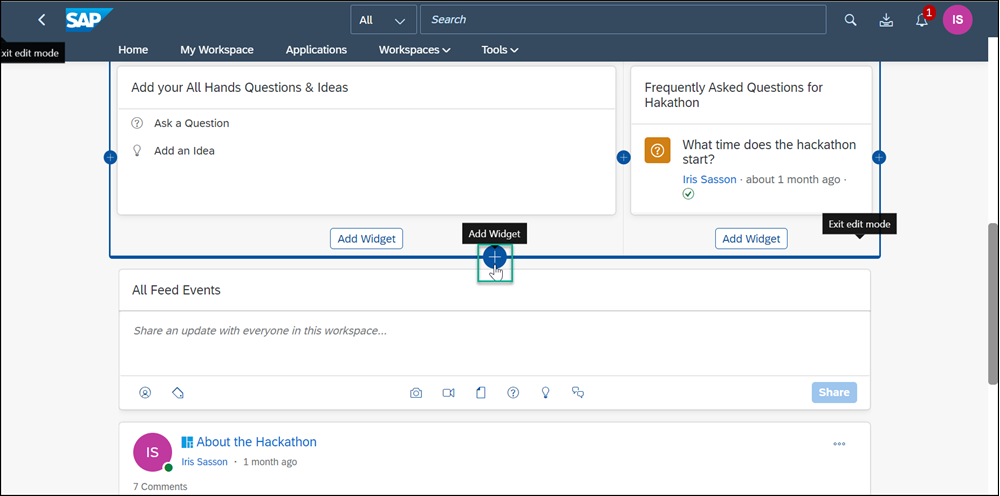 SAP
All
Search
1
IS
xit edit mode
Home
My Workspace
Applications
Workspaces
Tools
Add your All Hands Questions & Ideas
Ask a Question
Add an Idea
Frequently Asked Questions for
Hakathon
What time does the hackathon
start?
Iris Sasson · about 1 month ago ·
Exit edit mode
Add Widget
Add Widget
Add Widget
All Feed Events
Share an update with everyone in this workspace...
Share
IS
About the Hackathon
Iris Sasson · 1 month ago
7 Comments